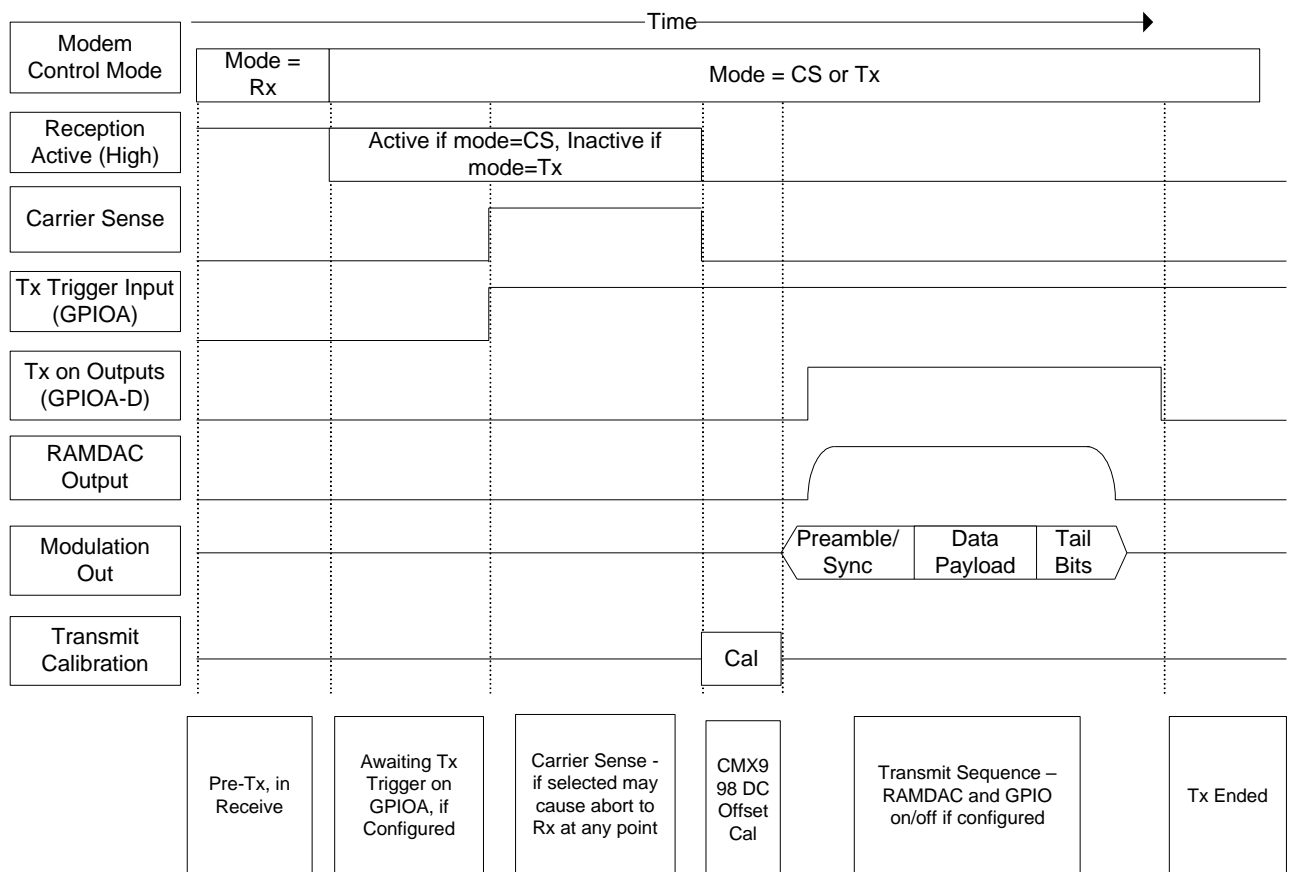 Time
Modem
Control Mode
Mode =
Rx
Mode = CS or Tx
Reception
Active (High)
Active if mode=CS, Inactive if
mode=Tx
Carrier Sense
Tx Trigger Input
(GPIOA)
Tx on Outputs
(GPIOA-D)
RAMDAC
Output
Modulation
Out
Preamble/
Sync
Data
Payload
Tail
Bits
Transmit
Calibration
Cal
Pre-Tx, in
Receive
Awaiting Tx
Trigger on
GPIOA, if
Configured
Carrier Sense -
if selected may
cause abort to
Rx at any point
CMX9
98 DC
Offset
Cal
Transmit Sequence –
RAMDAC and GPIO
on/off if configured
Tx Ended